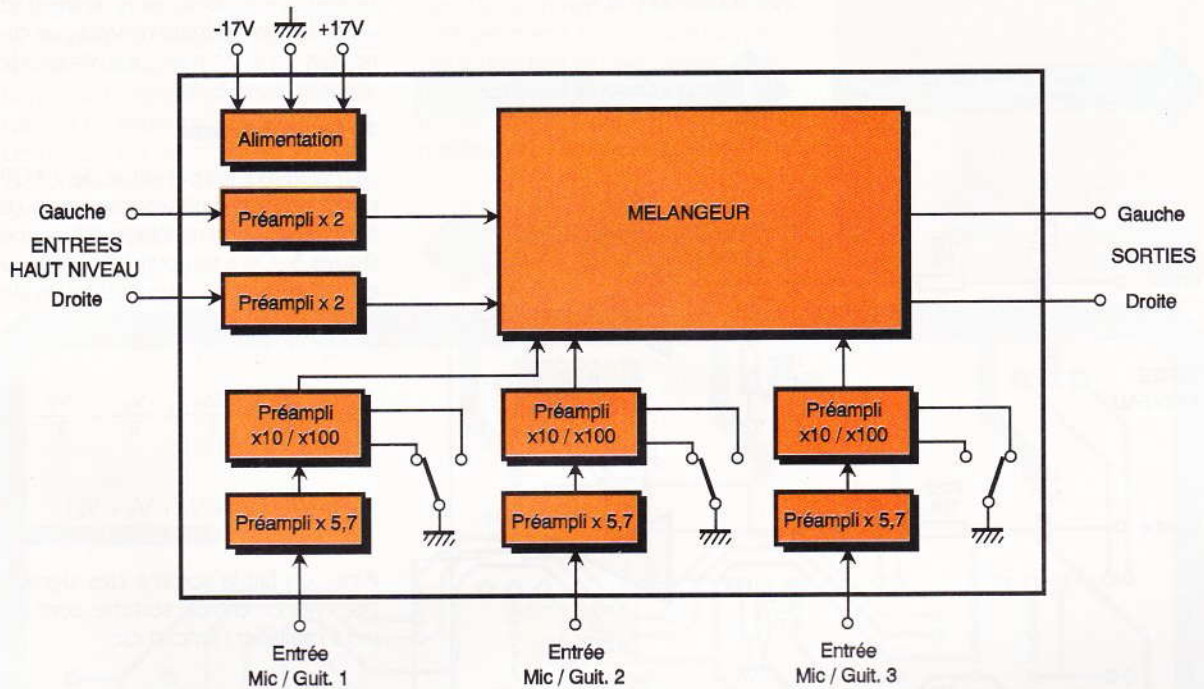 -17V +17V
Alimentation
Gauche
Préampli x 2
MELANGEUR
Gauche
ENTREES
HAUT NIVEAU
SORTIES
Droite
Préampli x 2
Droite
Préampli
x10 / x100
Préampli
x10 / x100
Préampli
x10 / x100
Préampli x 5,7
Préampli x 5,7
Préampli x 5,7
Entrée
Mic / Guit. 1
Entrée
Mic / Guit. 2
Entrée
Mic / Guit. 3